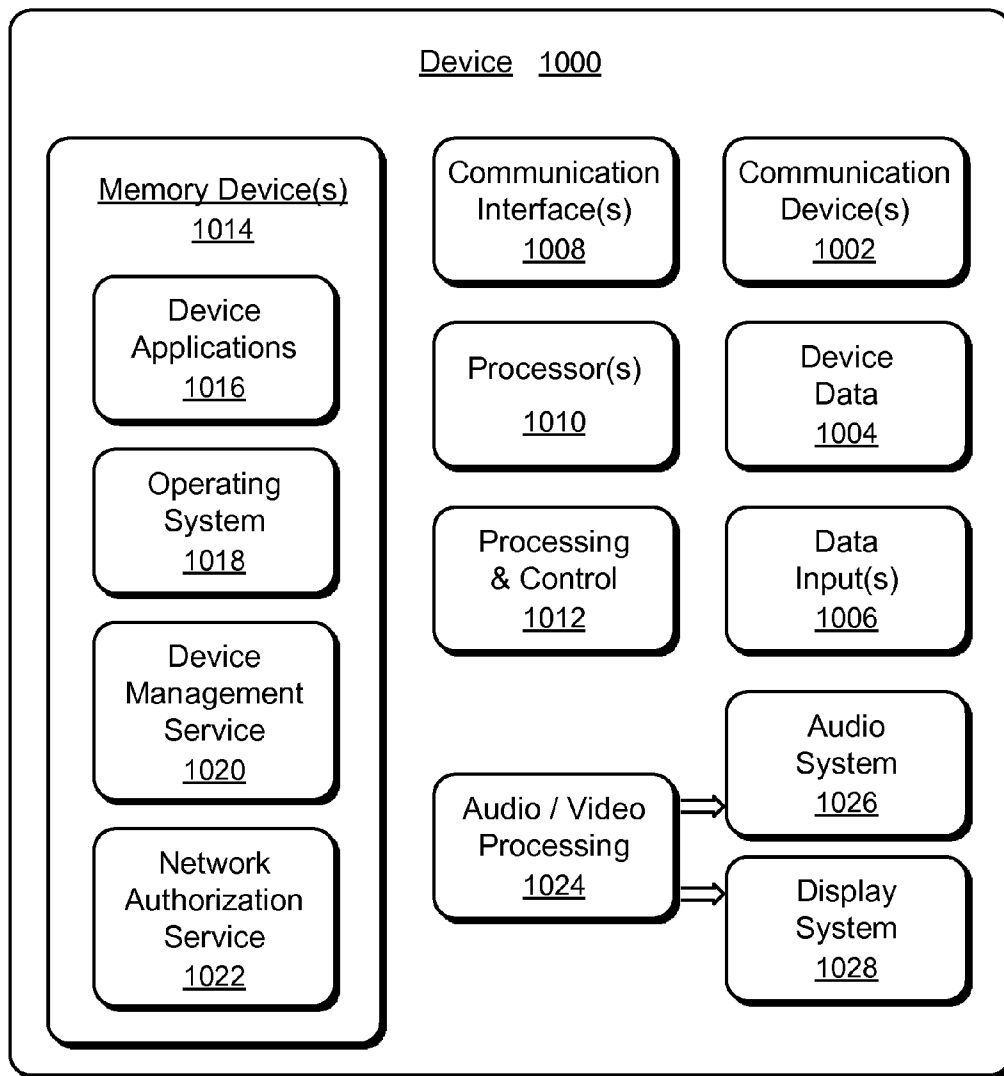 Device 1000
Memory Device(s)
1014
Device
Applications
1016
Operating
System
1018
Device
Management
Service
1020
Network
Authorization
Service
1022
Communication
Interface(s)
1008
Communication
Device(s)
1002
Processor(s)
1010
Device
Data
1004
Processing
& Control
1012
Data
Input(s)
1006
Audio / Video
Processing
1024
Audio
System
1026
Display
System
1028